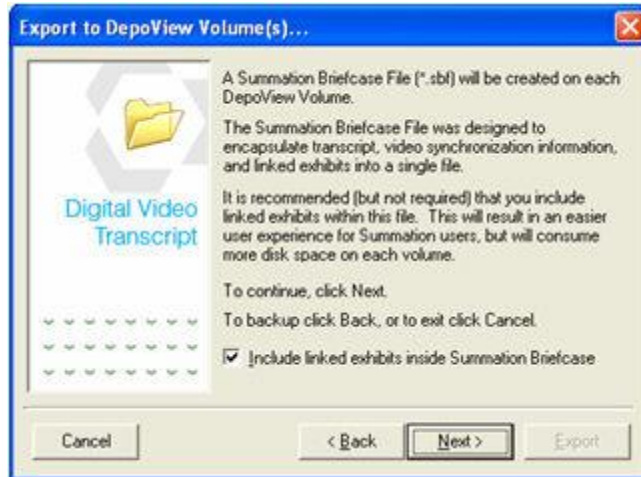 Export to DepoView Volume(s)...
A Summation Briefcase File (*.sbf) will be created on each
DepoView Volume.
The Summation Briefcase File was designed to
encapsulate transcript, video synchronization information,
and linked exhibits into a single file.
It is recommended (but not required) that you include
linked exhibits within this file. This will result in an easier
user experience for Summation users, but will consume
more disk space on each volume.
To continue, click Next.
To backup click Back, or to exit click Cancel.
Include linked exhibits inside Summation Briefcase
Digital Video
Transcript
Cancel
< Back
Next >
Export